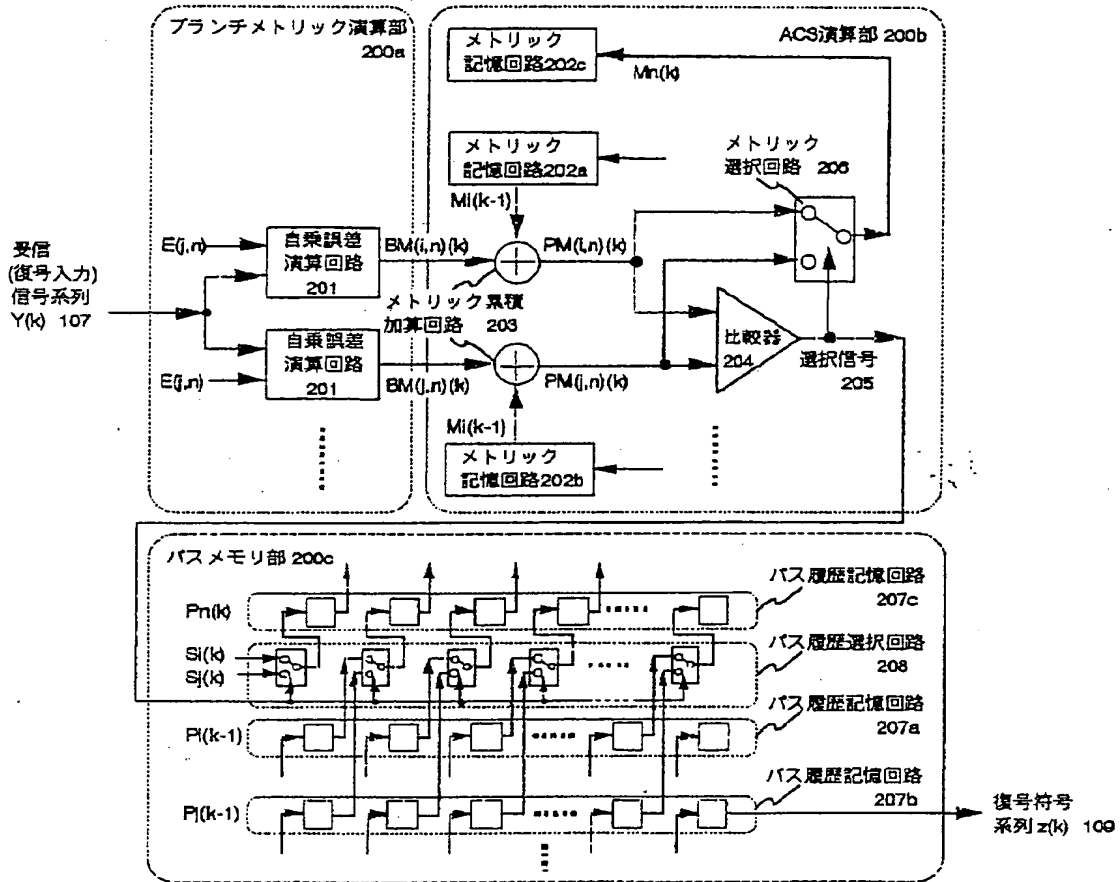 ブランチメトリック演算部
200a
ACS演算部 200b
メトリック
記憶回路202c
Mn(k)
メトリック
記憶回路202a
メトリック
選択回路 206
Mi(k-1)
受信
(復号入力)
信号系列
Y(k) 107
E(j,n)
自乗誤差
演算回路
201
BM(i,n)(k)
PM(i,n)(k)
メトリック累積
加算回路 203
比較器
204
自乗誤差
演算回路
201
E(j,n)
BM(j,n)(k)
PM(j,n)(k)
選択信号
205
Mi(k-1)
メトリック
記憶回路202b
パスメモリ部 200c
Pn(k)
パス履歴記憶回路
207c
Si(k)
Sj(k)
パス履歴選択回路
208
Pi(k-1)
パス履歴記憶回路
207a
Pj(k-1)
パス履歴記憶回路
207b
復号符号
系列 z(k) 109